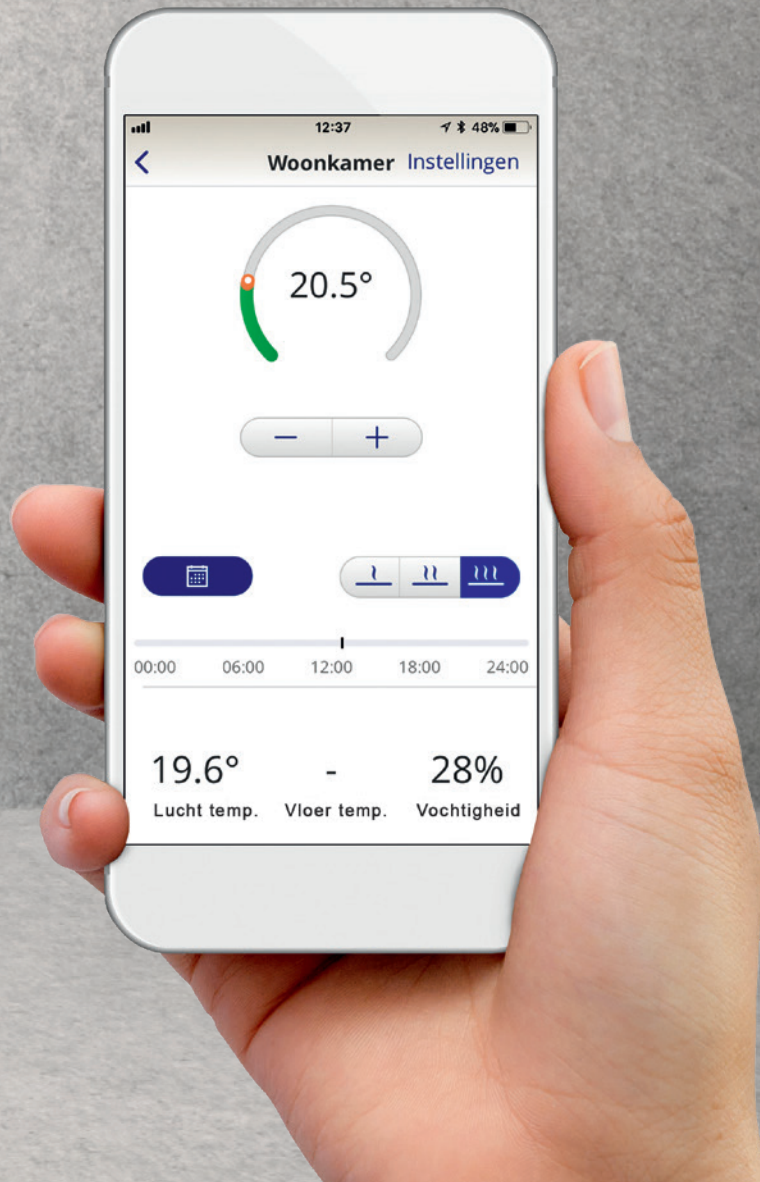 12:37
48%
Woonkamer Instellingen
20.5°
− +
00:00 06:00 12:00 18:00 24:00
19.6° - 28%
Lucht temp. Vloer temp. Vochtigheid